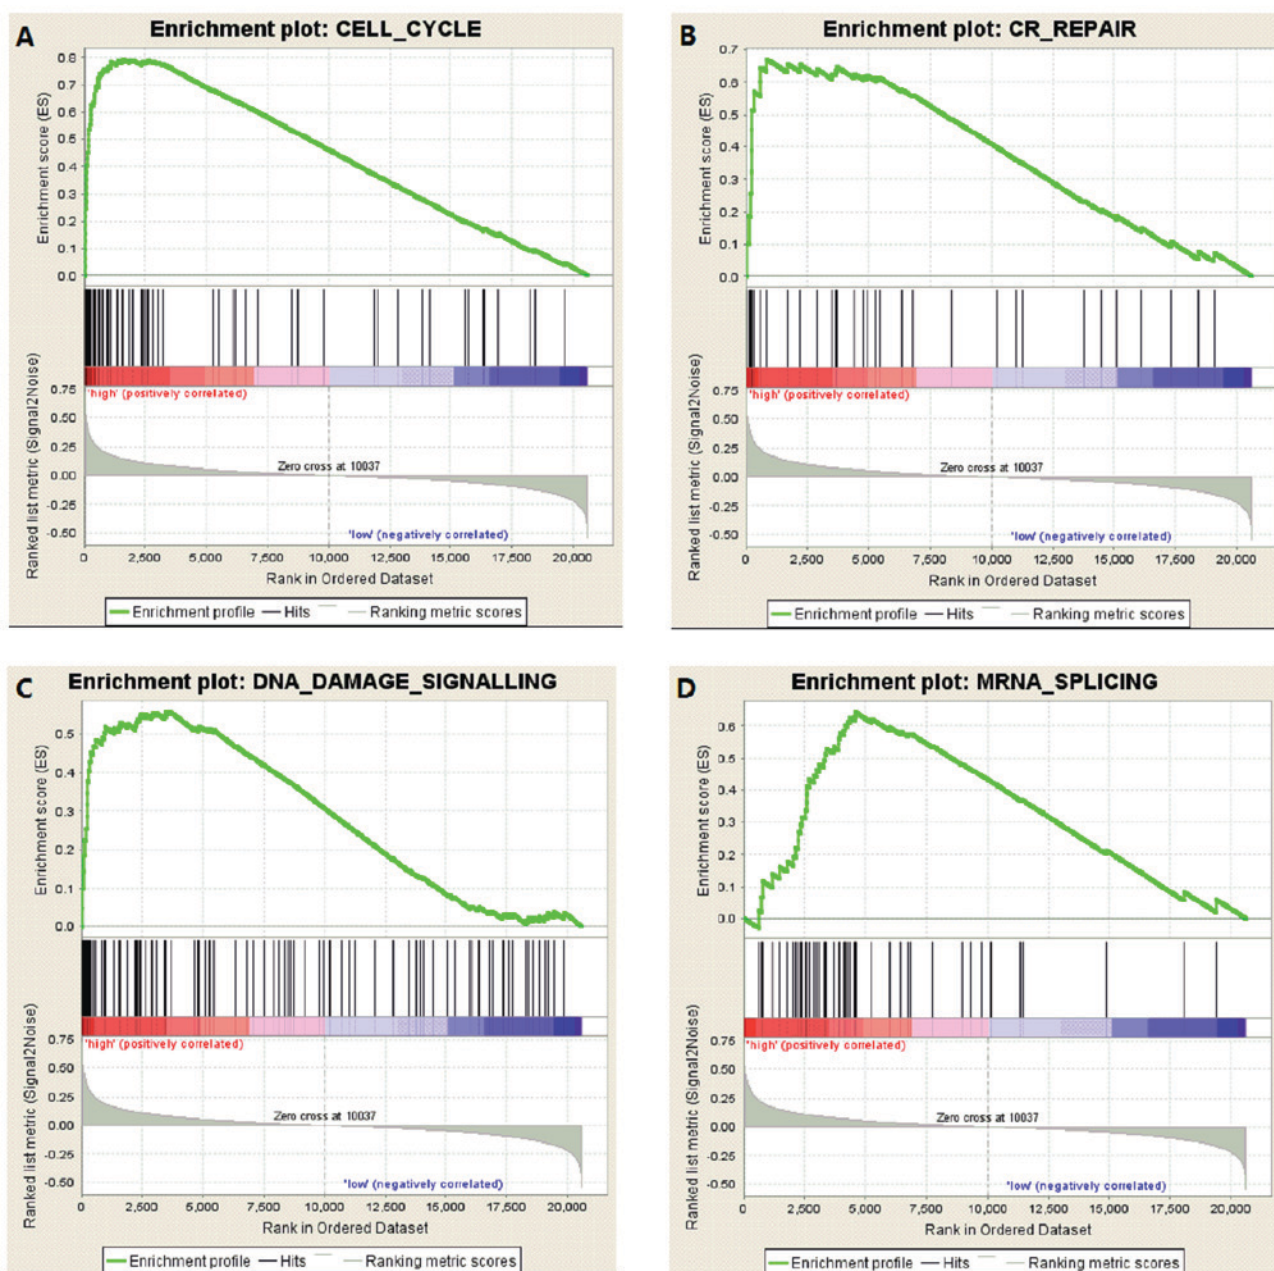 A
Enrichment plot: CELL_CYCLE
Enrichment score (ES)
0.8
0.7
0.6
0.5
0.4
0.3
0.2
0.1
0.0
Ranked list metric (Signal2Noise)
0.75
0.50
0.25
0.00
-0.25
-0.50
'high' (positively correlated)
Zero cross at 10037
'low' (negatively correlated)
0 2,500 5,000 7,500 10,000 12,500 15,000 17,500 20,000
Rank in Ordered Dataset
Enrichment profile Hits Ranking metric scores
B
Enrichment plot: CR_REPAIR
Enrichment score (ES)
0.7
0.6
0.5
0.4
0.3
0.2
0.1
0.0
Ranked list metric (Signal2Noise)
0.75
0.50
0.25
0.00
-0.25
-0.50
'high' (positively correlated)
Zero cross at 10037
'low' (negatively correlated)
0 2,500 5,000 7,500 10,000 12,500 15,000 17,500 20,000
Rank in Ordered Dataset
Enrichment profile Hits Ranking metric scores
C
Enrichment plot: DNA_DAMAGE_SIGNALLING
Enrichment score (ES)
0.5
0.4
0.3
0.2
0.1
0.0
Ranked list metric (Signal2Noise)
0.75
0.50
0.25
0.00
-0.25
-0.50
'high' (positively correlated)
Zero cross at 10037
'low' (negatively correlated)
0 2,500 5,000 7,500 10,000 12,500 15,000 17,500 20,000
Rank in Ordered Dataset
Enrichment profile Hits Ranking metric scores
D
Enrichment plot: MRNA_SPLICING
Enrichment score (ES)
0.6
0.5
0.4
0.3
0.2
0.1
0.0
Ranked list metric (Signal2Noise)
0.75
0.50
0.25
0.00
-0.25
-0.50
'high' (positively correlated)
Zero cross at 10037
'low' (negatively correlated)
0 2,500 5,000 7,500 10,000 12,500 15,000 17,500 20,000
Rank in Ordered Dataset
Enrichment profile Hits Ranking metric scores